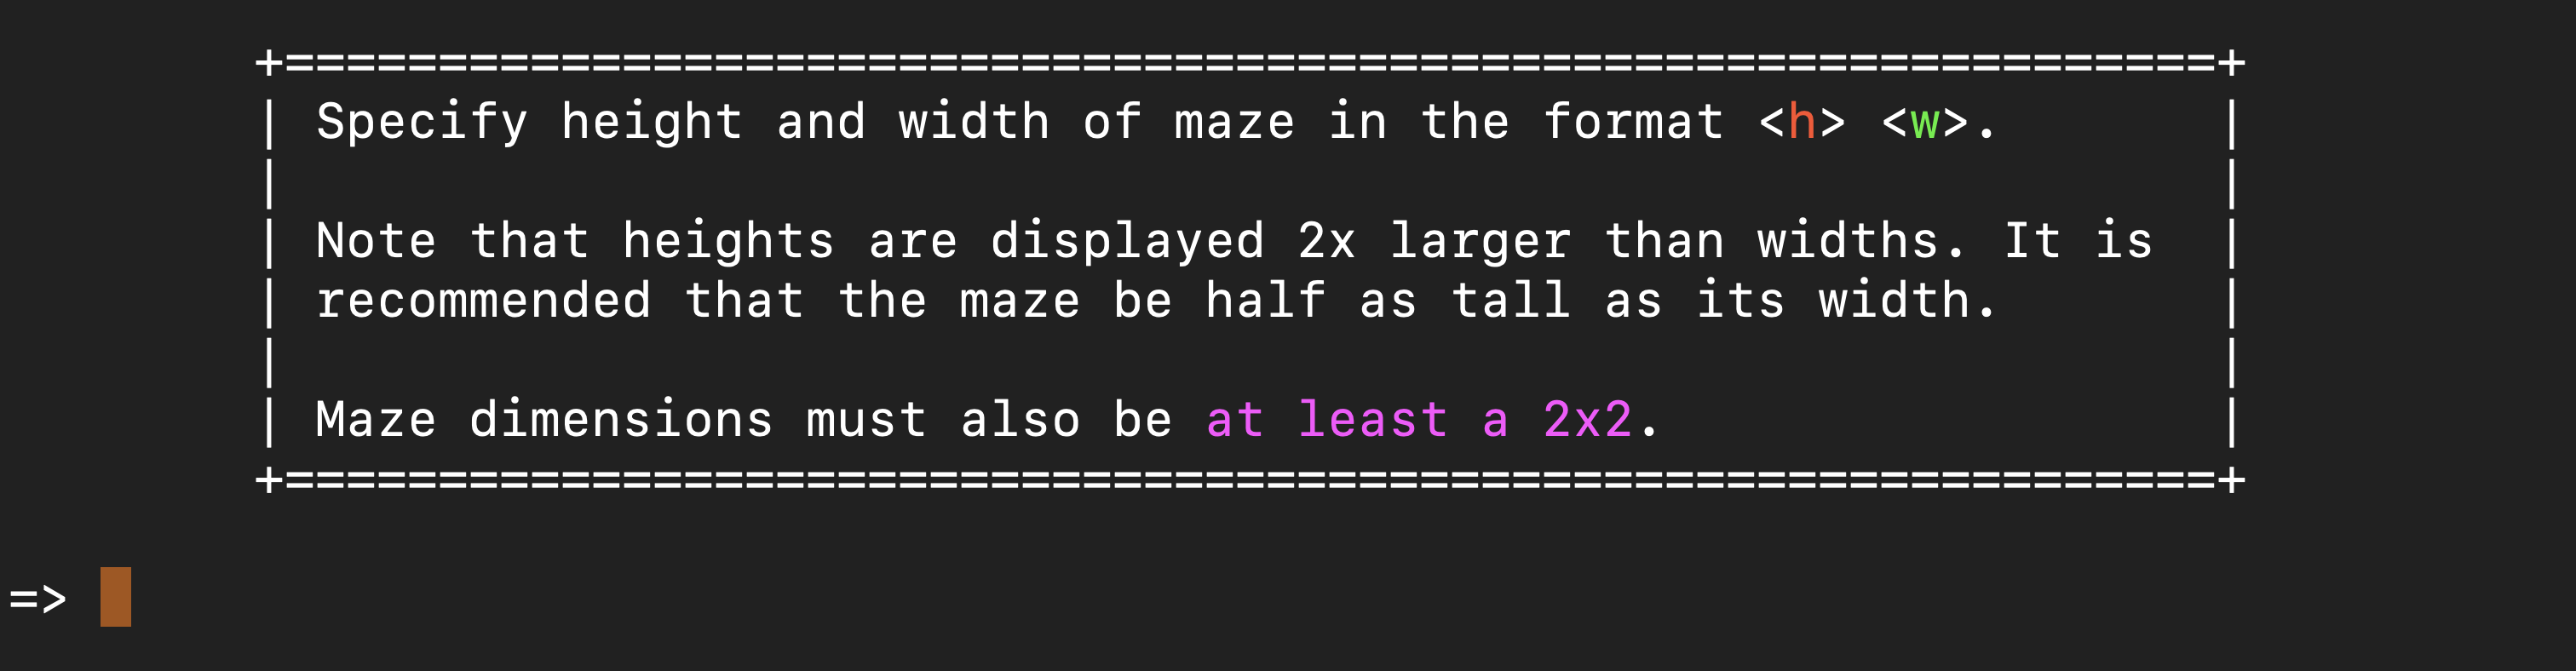 +===============================================================+
| Specify height and width of maze in the format <h> <w>.       |
|                                                               |
| Note that heights are displayed 2x larger than widths. It is  |
| recommended that the maze be half as tall as its width.       |
|                                                               |
| Maze dimensions must also be at least a 2x2.                  |
+===============================================================+
=>